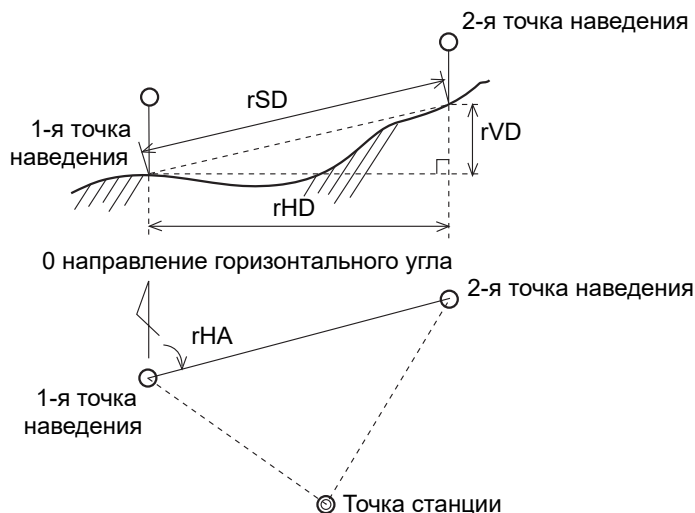 2-я точка наведения
rSD
1-я точка
наведения
rVD
rHD
0 направление горизонтального угла
2-я точка наведения
rHA
1-я точка
наведения
Точка станции